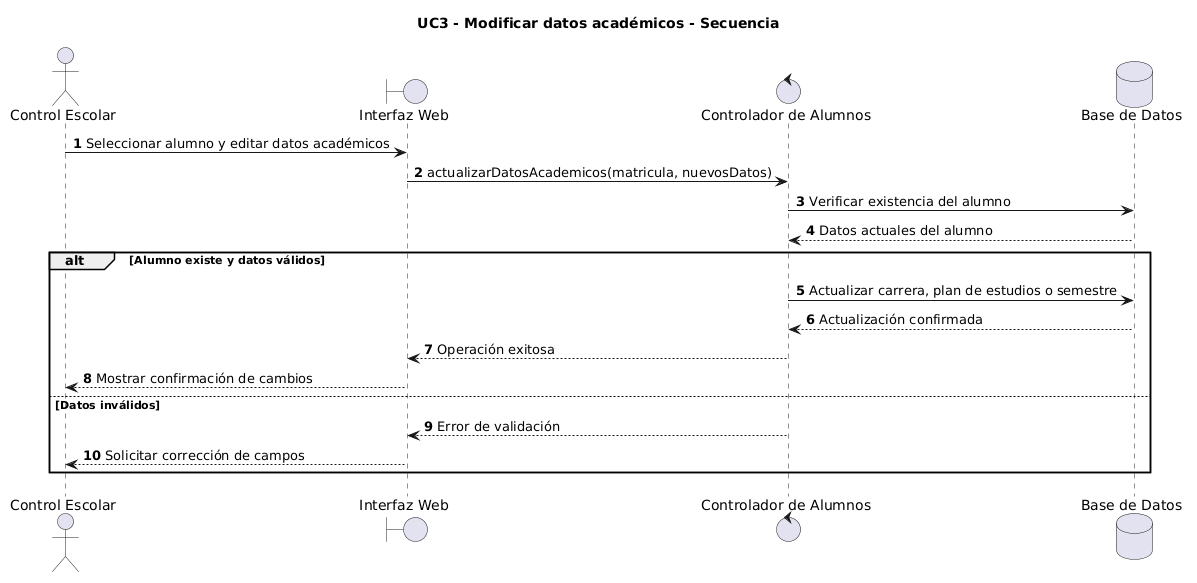 UC3 - Modificar datos académicos - Secuencia
Control Escolar
Interfaz Web
Controlador de Alumnos
Base de Datos
1 Seleccionar alumno y editar datos académicos
2 actualizarDatosAcademicos(matricula, nuevosDatos)
3 Verificar existencia del alumno
4 Datos actuales del alumno
alt [Alumno existe y datos válidos]
5 Actualizar carrera, plan de estudios o semestre
6 Actualización confirmada
7 Operación exitosa
8 Mostrar confirmación de cambios
[Datos inválidos]
9 Error de validación
10 Solicitar corrección de campos
Control Escolar
Interfaz Web
Controlador de Alumnos
Base de Datos